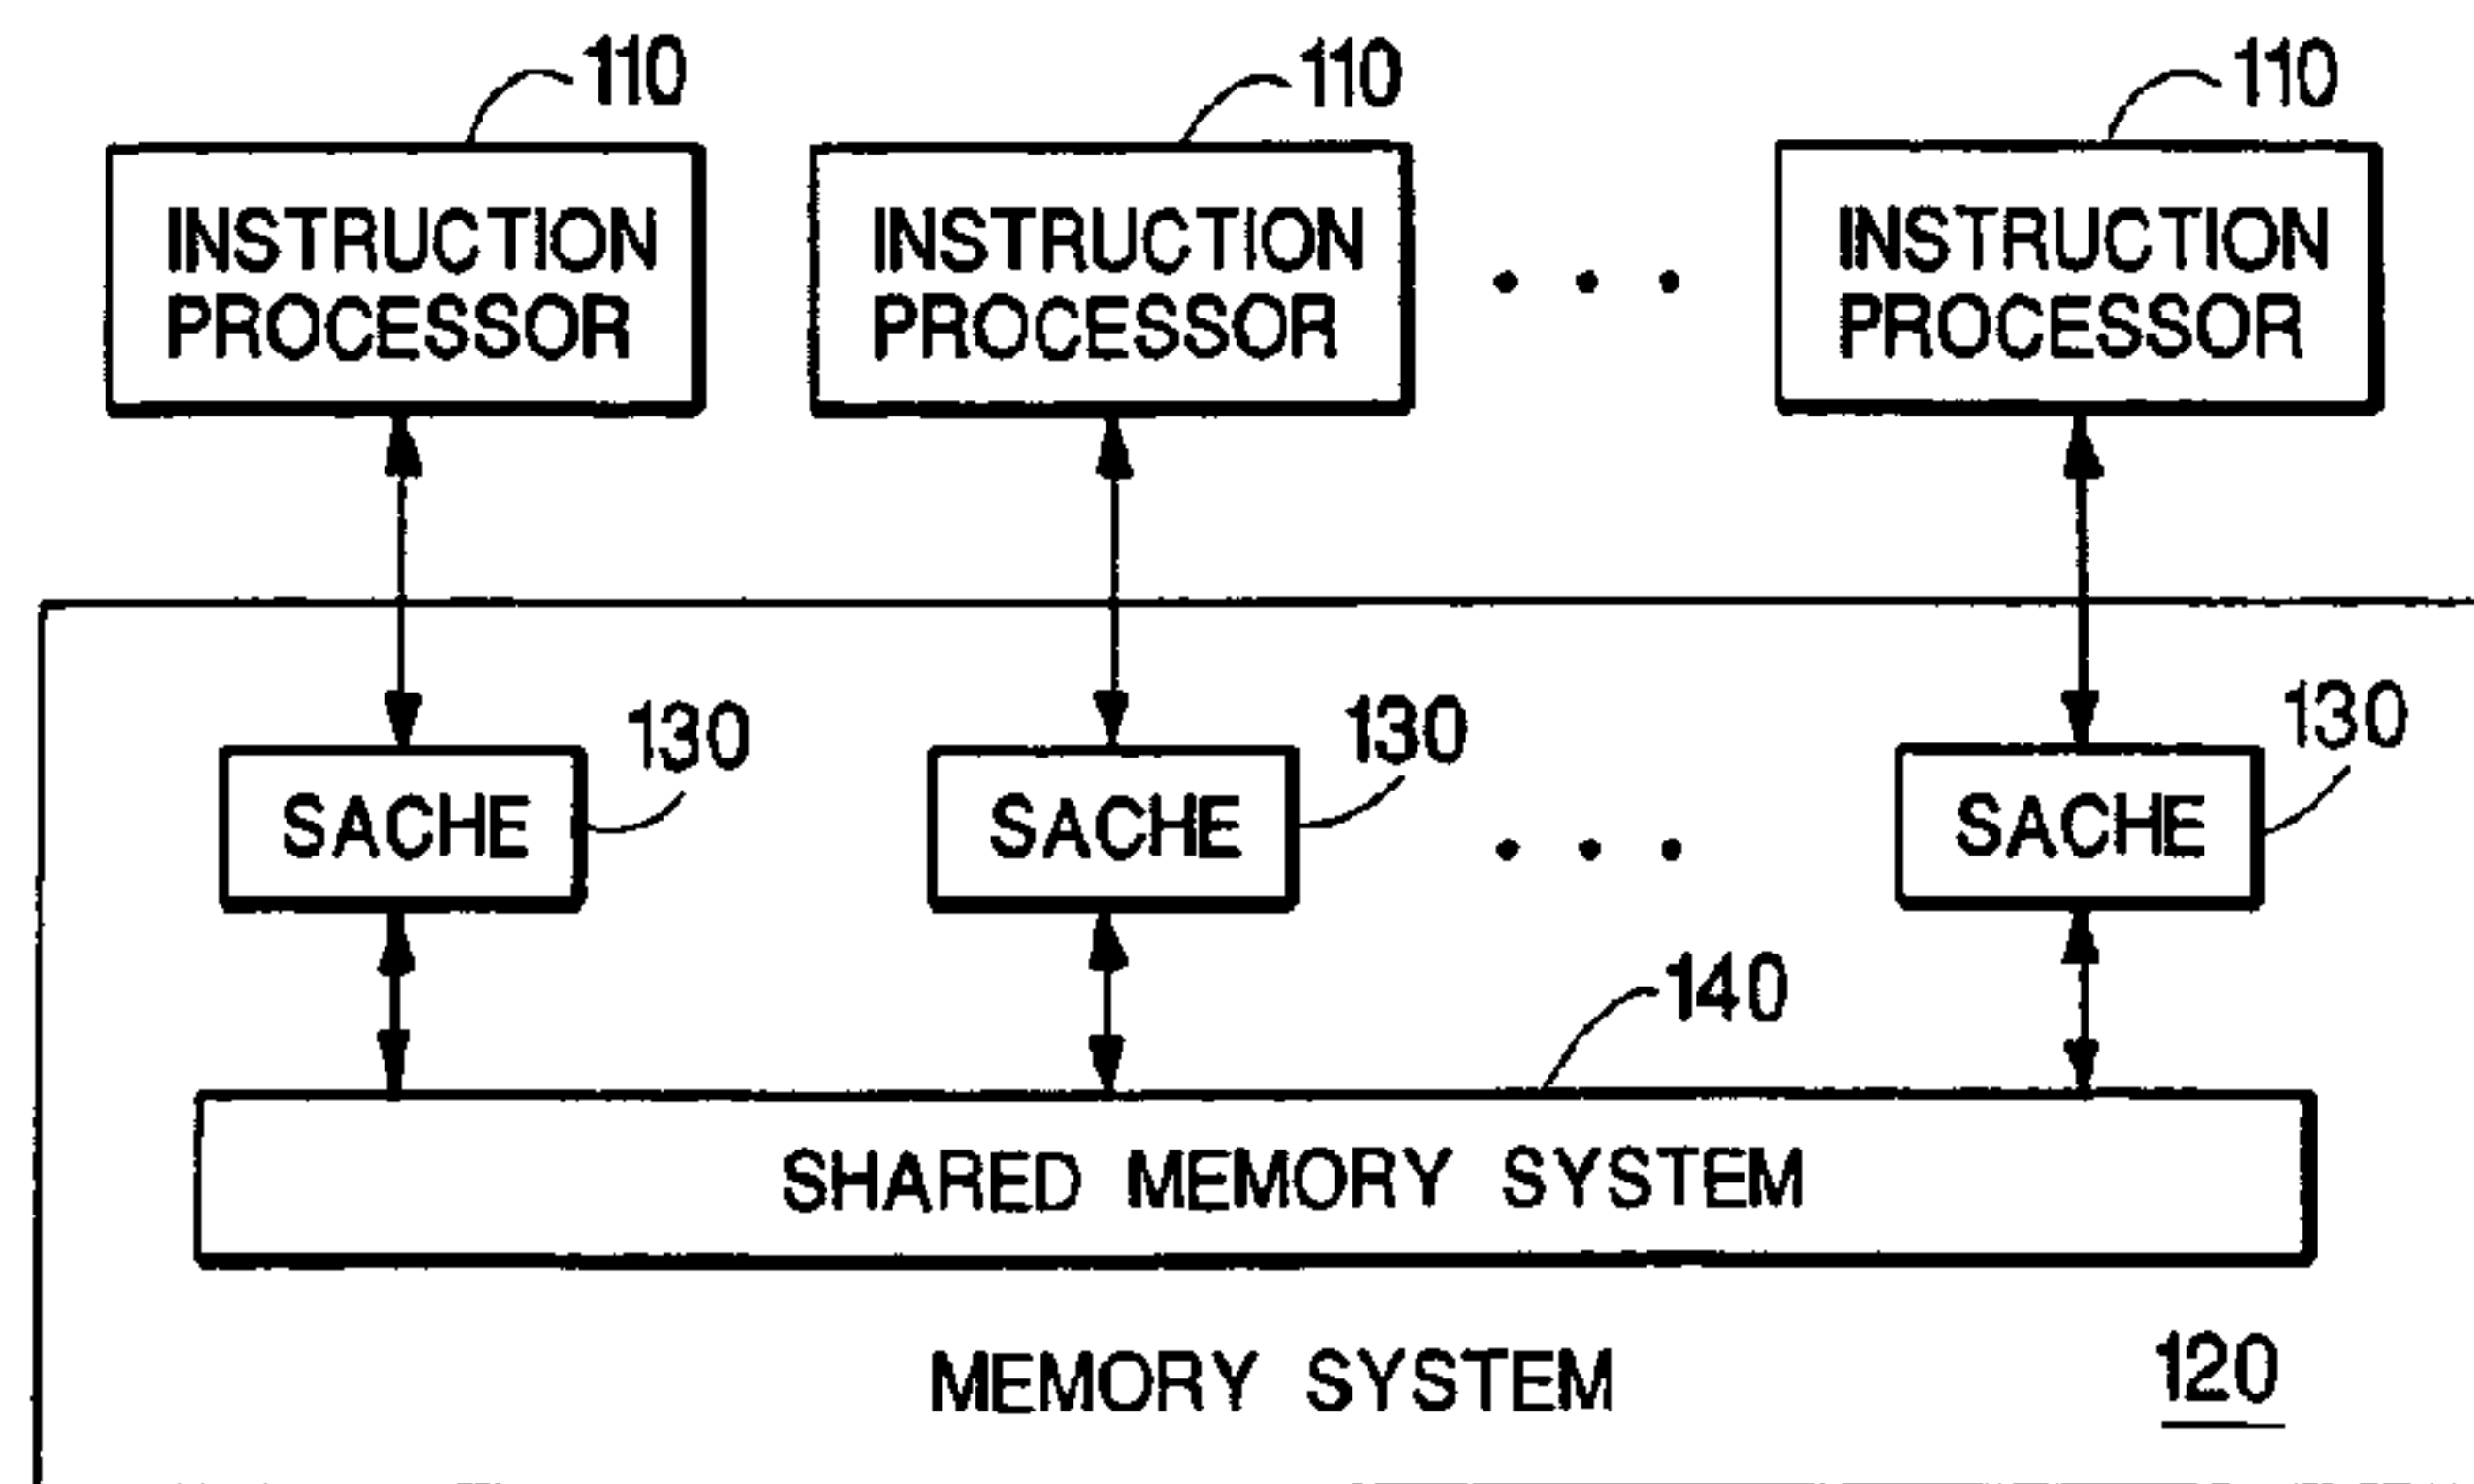 110
110
110
INSTRUCTION
PROCESSOR
INSTRUCTION
PROCESSOR
INSTRUCTION
PROCESSOR
130
130
130
SACHE
SACHE
SACHE
140
SHARED MEMORY SYSTEM
MEMORY SYSTEM
120